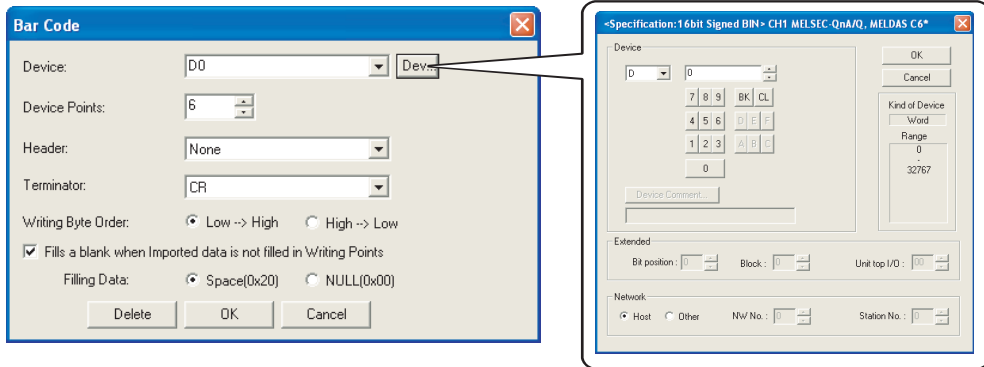 Bar Code
Device:
D0
Dev...
Device Points:
6
Header:
None
Terminator:
CR
Writing Byte Order:
Low --> High
High --> Low
Fills a blank when Imported data is not filled in Writing Points
Filling Data:
Space(0x20)
NULL(0x00)
Delete
OK
Cancel
<Specification:16bit Signed BIN> CH1 MELSEC-QnA/Q, MELDAS C6*
Device
D
0
7 8 9 BK CL
4 5 6 D E F
1 2 3 A B C
0
Device Comment...
OK
Cancel
Kind of Device
Word
Range
0
-
32767
Extended
Bit position : 0
Block : 0
Unit top I/O : 00
Network
Host
Other
NW No. : 0
Station No. : 0